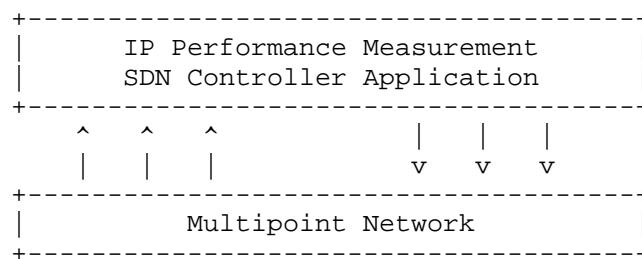 IP Performance Measurement
SDN Controller Application
Multipoint Network